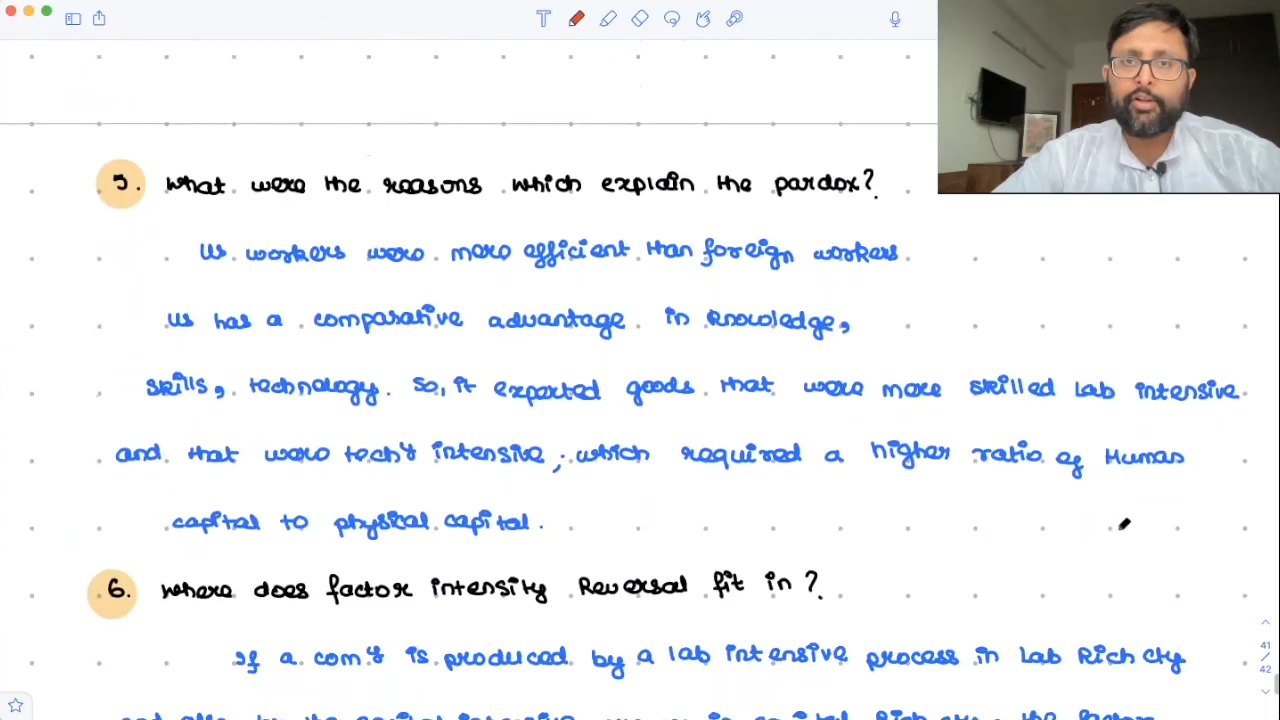 5. What were the reasons which explain the pardox?
US workers were more efficient than foreign workers
US has a comparative advantage in knowledge,
skills, technology. So, it exported goods that were more skilled lab intensive
and that were tech'y intensive, which required a higher ratio of Human
capital to physical capital.
6. Where does factor intensity Reversal fit in?
If a com'y is produced by a lab intensive process in Lab Rich cty
41
42